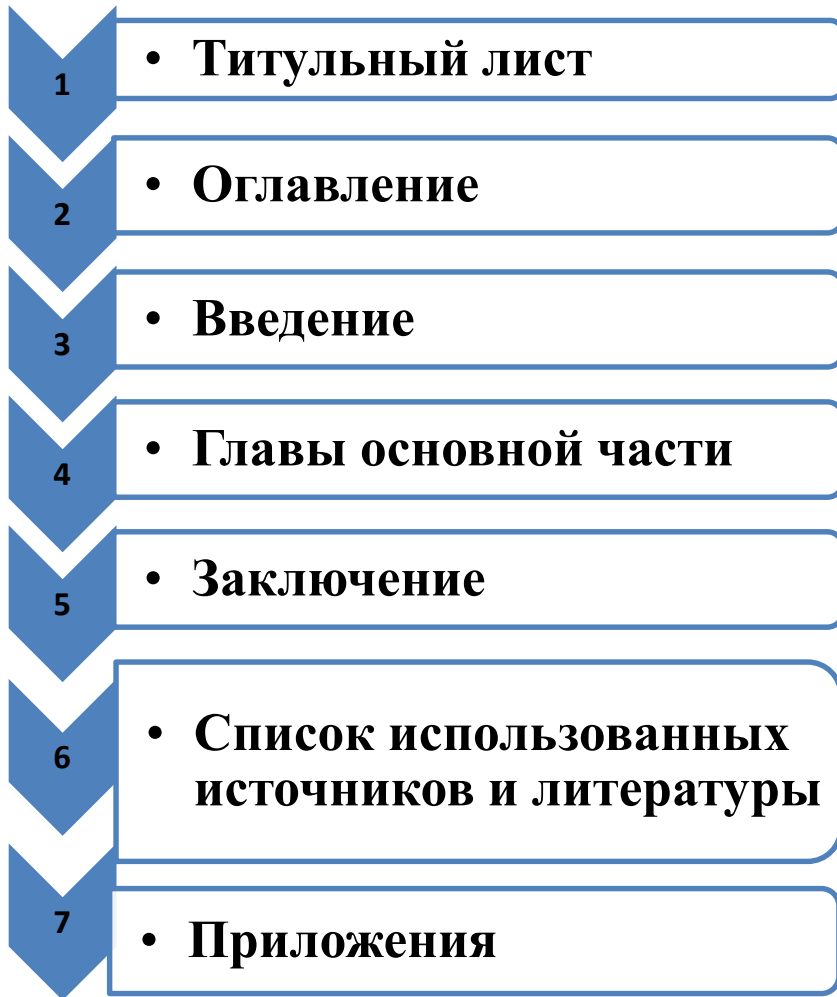 1
• Титульный лист
2
• Оглавление
3
• Введение
4
• Главы основной части
5
• Заключение
6
• Список использованных
источников и литературы
7
• Приложения